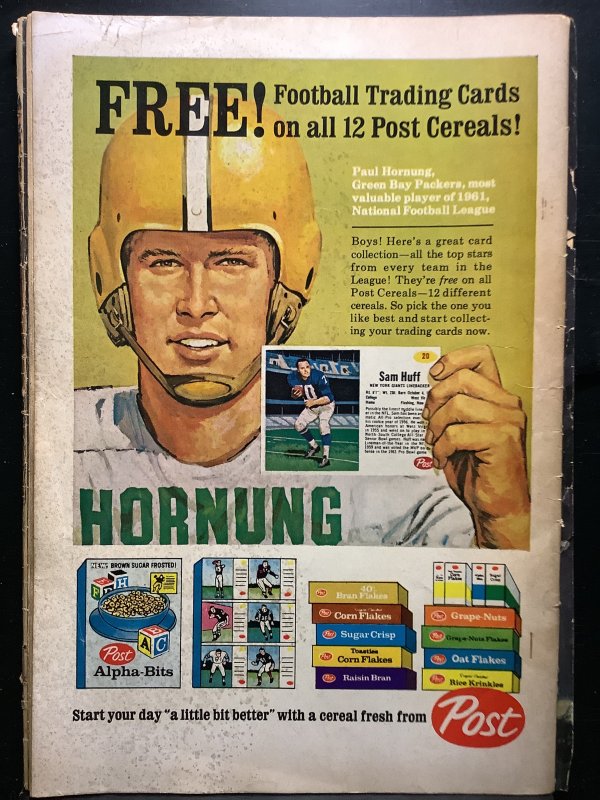 FREE! Football Trading Cards
on all 12 Post Cereals!
Paul Hornung,
Green Bay Packers, most
valuable player of 1961,
National Football League
Boys! Here's a great card
collection—all the top stars
from every team in the
League! They're free on all
Post Cereals—12 different
cereals. So pick the one you
like best and start collect-
ing your trading cards now.
20
Sam Huff
NEW YORK GIANTS LINEBACKER
Post
HORNUNG
NEW! BROWN SUGAR FROSTED!
Post
Alpha-Bits
40%
Bran Flakes
Corn Flakes
Sugar Crisp
Toasties
Corn Flakes
Raisin Bran
Grape-Nuts
Grape-Nuts Flakes
Oat Flakes
Rice Krinkles
Start your day "a little bit better" with a cereal fresh from Post